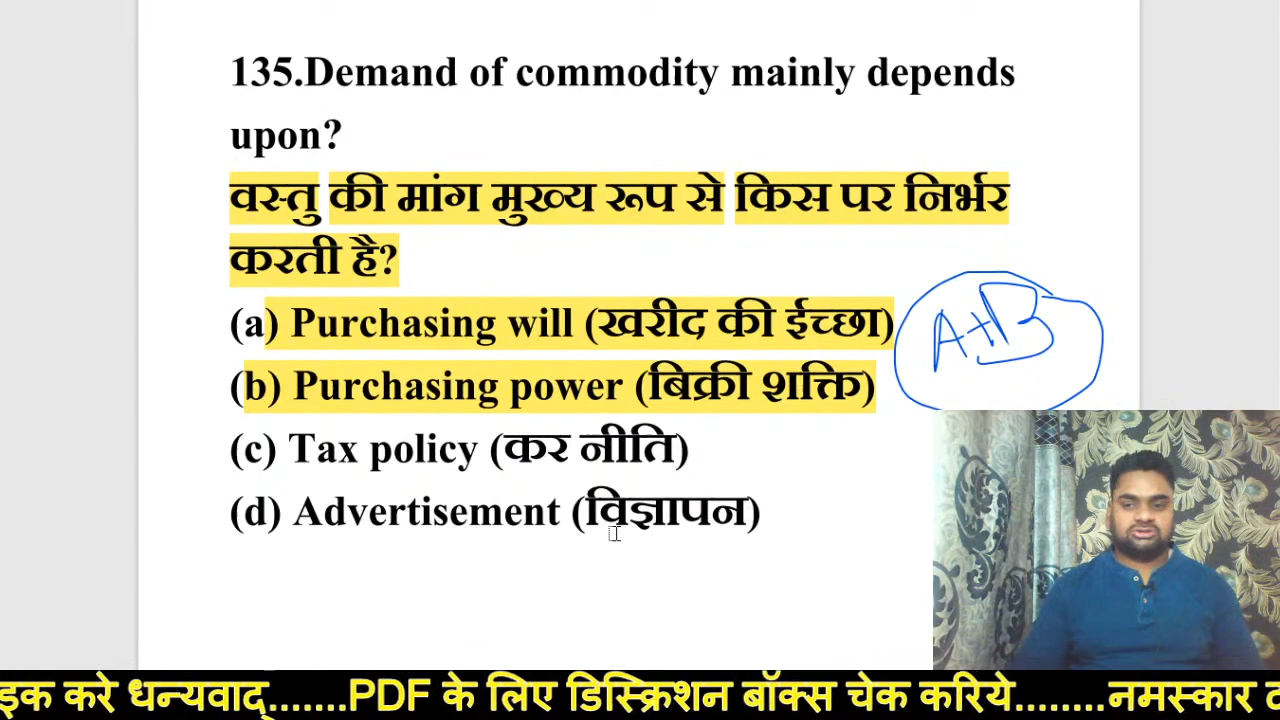 135.Demand of commodity mainly depends
upon?
वस्तु की मांग मुख्य रूप से किस पर निर्भर
करती है?
(a) Purchasing will (खरीद की ईच्छा)
A+B
(b) Purchasing power (बिक्री शक्ति)
(c) Tax policy (कर नीति)
(d) Advertisement (विज्ञापन)
इक करे धन्यवाद्.......PDF के लिए डिस्क्रिशन बॉक्स चेक करिये........नमस्कार